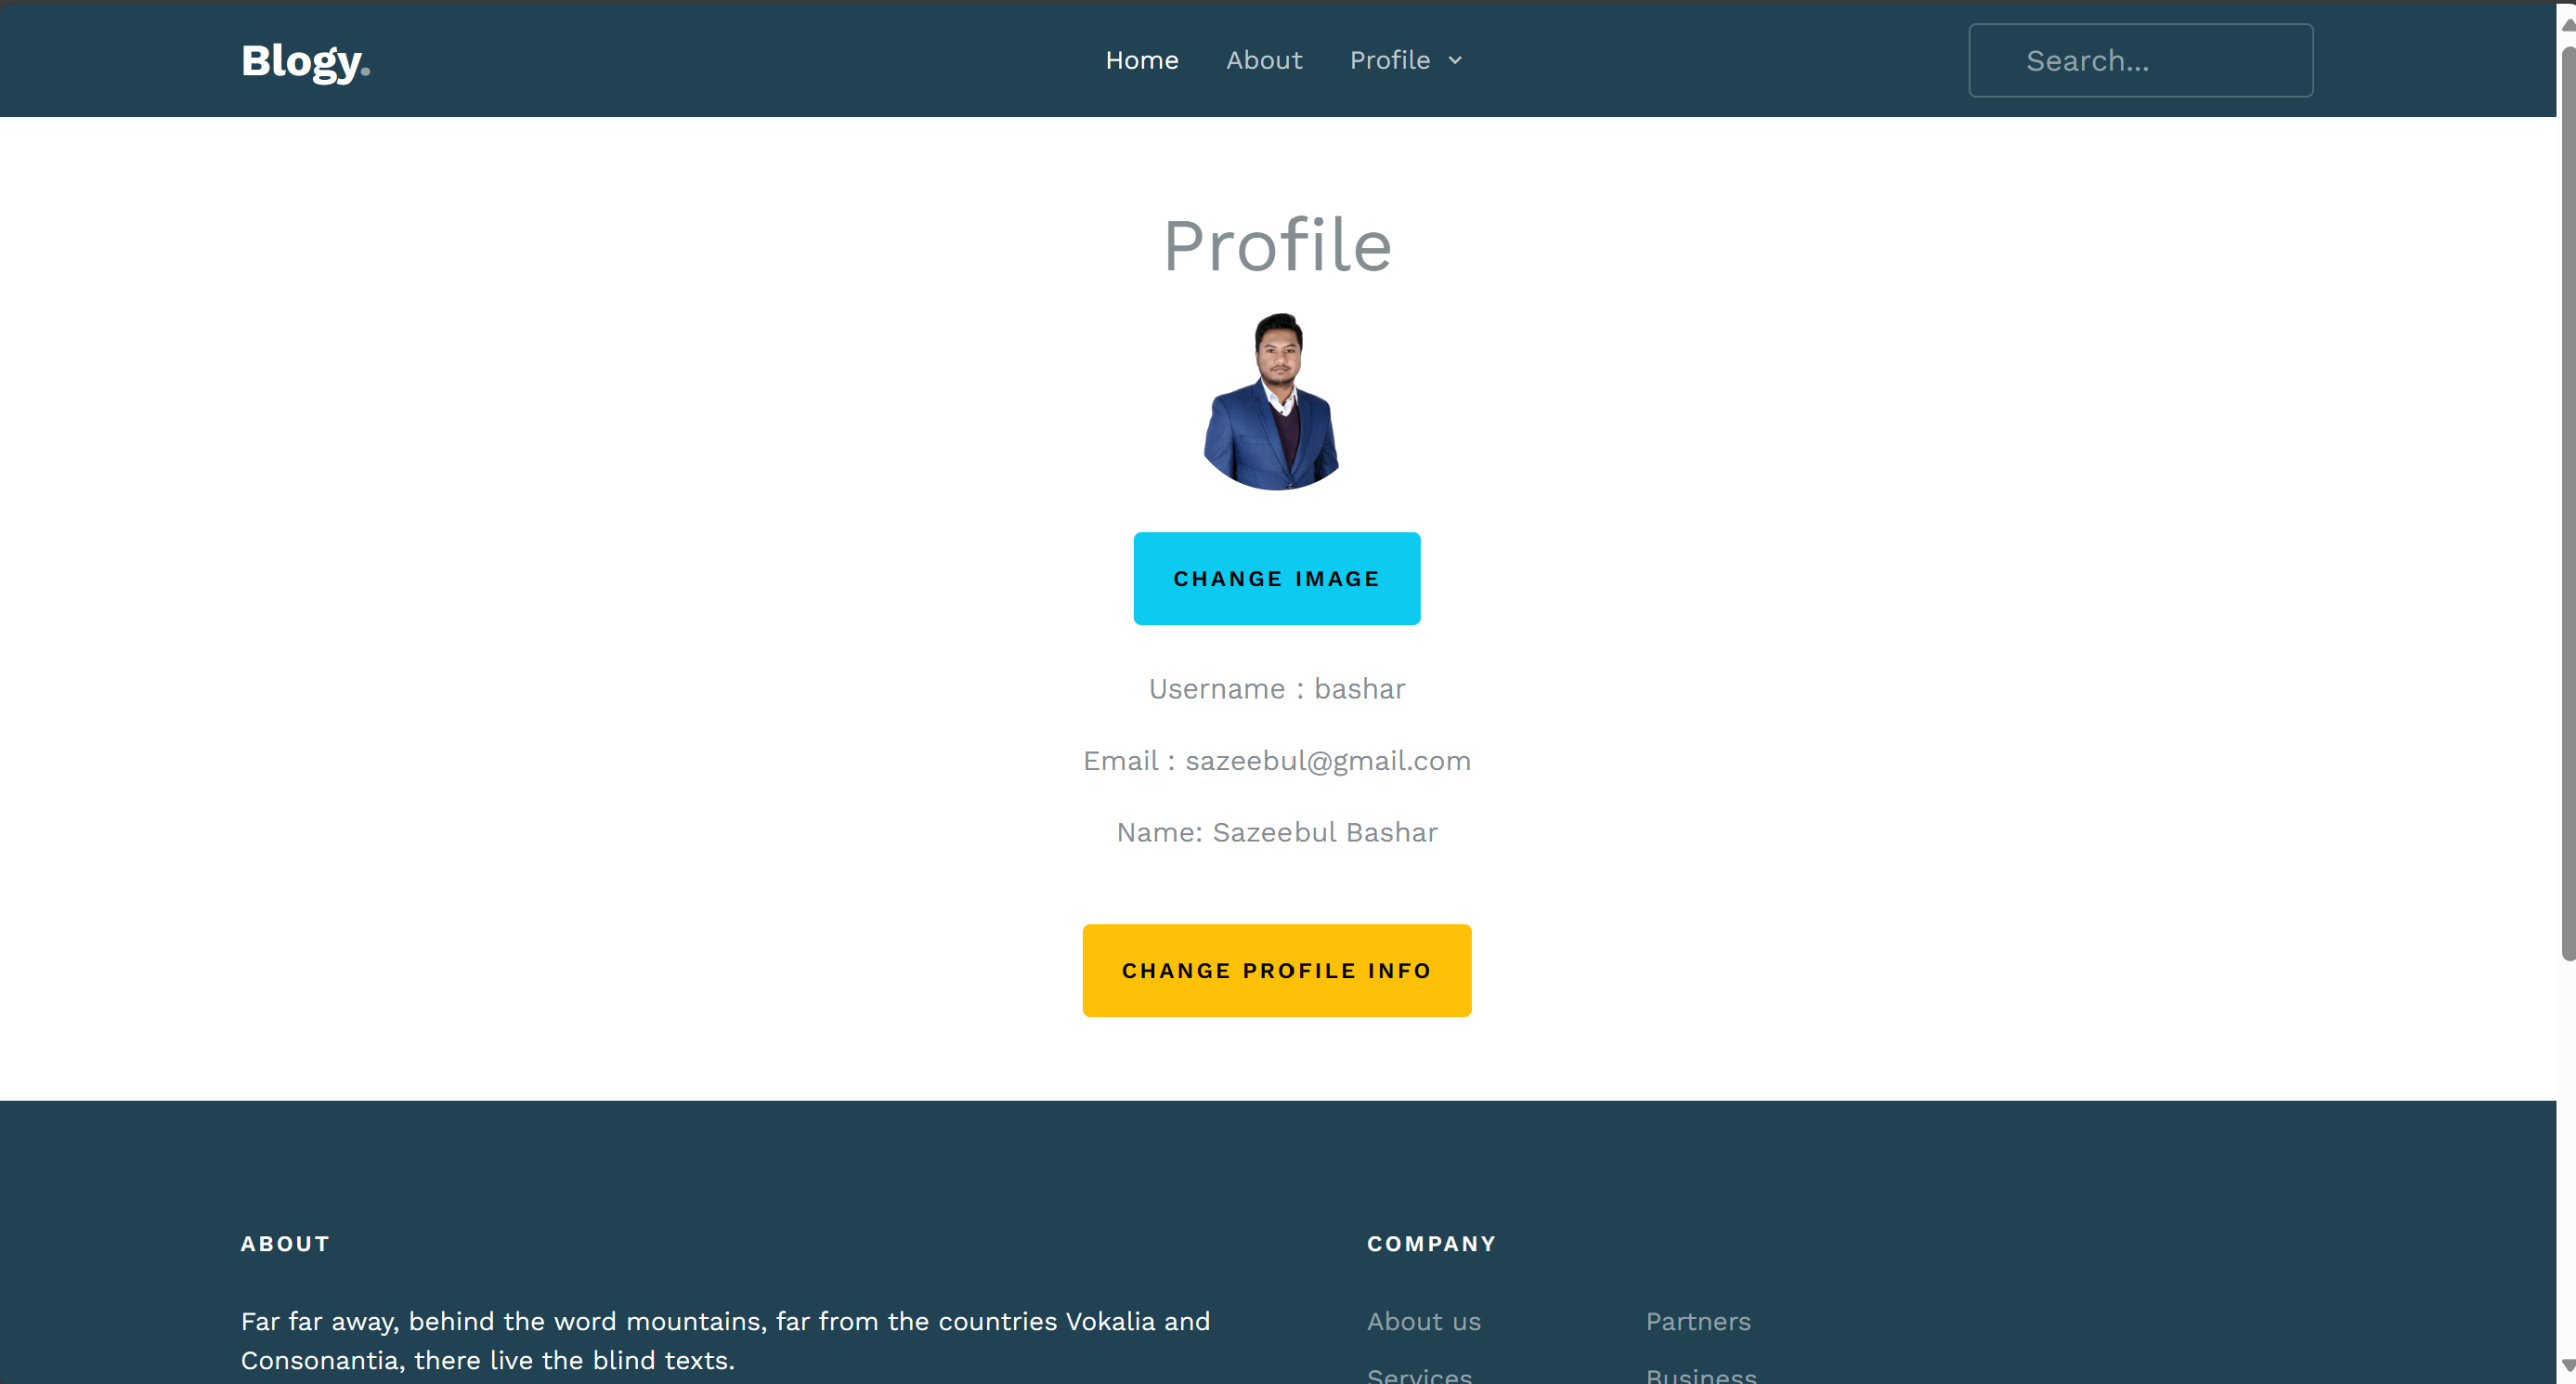 Blogy.
Home About Profile
Search...
Profile
CHANGE IMAGE
Username : bashar
Email : sazeebul@gmail.com
Name: Sazeebul Bashar
CHANGE PROFILE INFO
ABOUT
Far far away, behind the word mountains, far from the countries Vokalia and
Consonantia, there live the blind texts.
COMPANY
About us Partners
Services Business